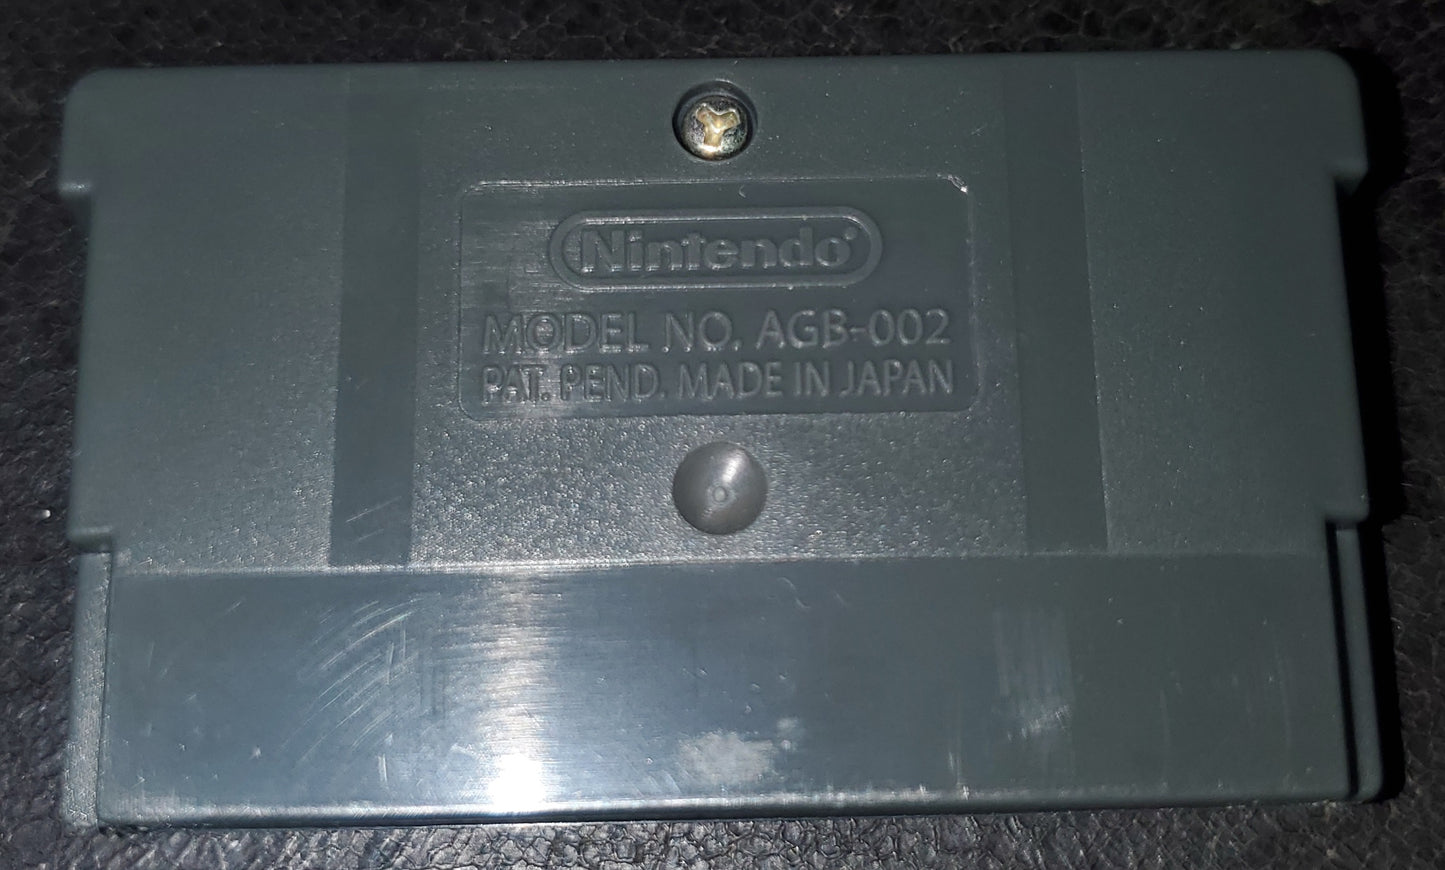 Nintendo®
MODEL NO. AGB-002
PAT. PEND. MADE IN JAPAN